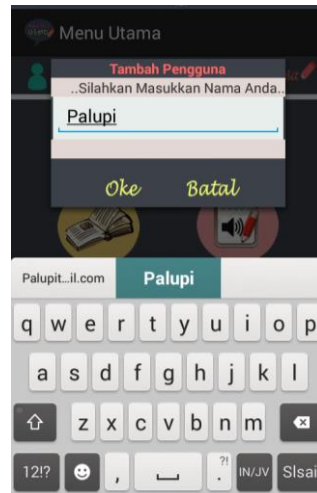 Menu Utama
Tambah Pengguna
..Silahkan Masukkan Nama Anda..
Palupi
Oke Batal
Palupit...il.com Palupi
q w e r t y u i o p
a s d f g h j k l
z x c v b n m
12!? , ?! . IN/JV Slsai